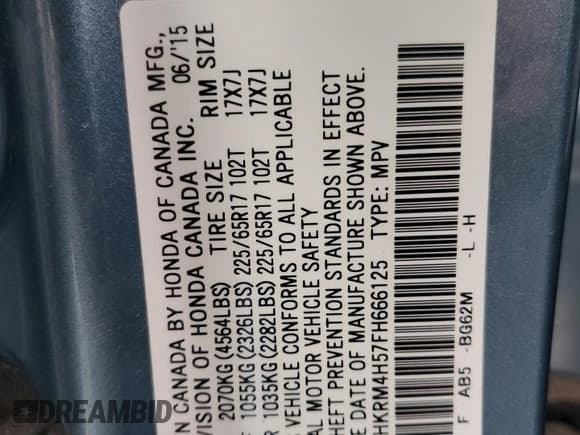 N CANADA BY HONDA OF CANADA MFG.,
VISION OF HONDA CANADA INC. 06/'15
2070KG (4564LBS) TIRE SIZE RIM SIZE
1055KG (2326LBS) 225/65R17 102T 17X7J
R 1035KG (2282LBS) 225/65R17 102T 17X7J
VEHICLE CONFORMS TO ALL APPLICABLE
AL MOTOR VEHICLE SAFETY
HEFT PREVENTION STANDARDS IN EFFECT
E DATE OF MANUFACTURE SHOWN ABOVE.
HKRM4H57FH666125 TYPE: MPV
F AB5 -BG62M -L -H
DREAMBID